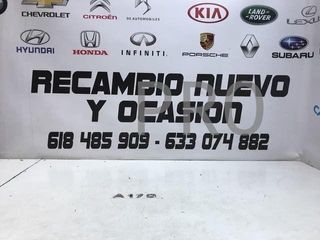 CHEVROLET CITROËN DS AUTOMOBILES KIA LAND ROVER LEXUS
HYUNDAI HONDA INFINITI PORSCHE SUBARU
RECAMBIO NUEVO
Y OCASION
PRO
618 485 909 - 633 074 882
A170